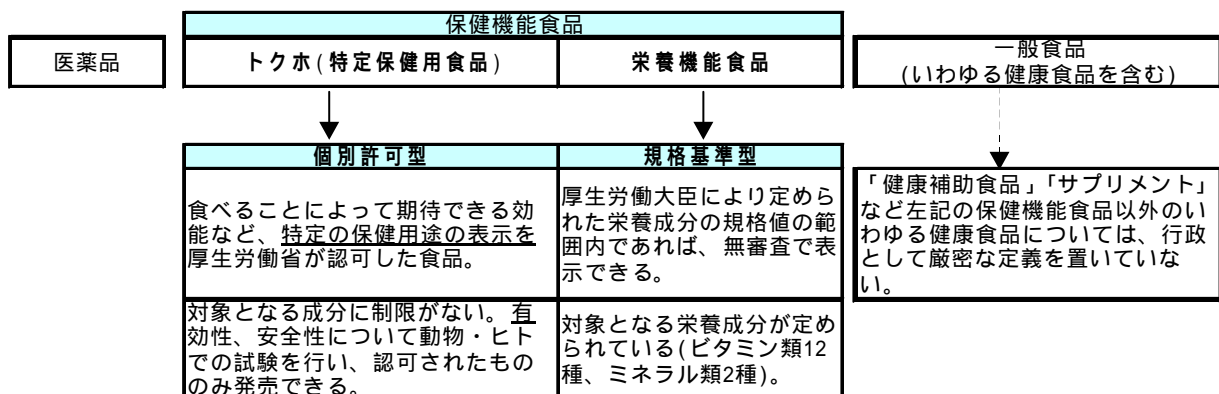 保健機能食品
医薬品
トクホ(特定保健用食品)
栄養機能食品
一般食品
(いわゆる健康食品を含む)
個別許可型
食べることによって期待できる効
能など、特定の保健用途の表示を
厚生労働省が認可した食品。
対象となる成分に制限がない。有
効性、安全性について動物・ヒト
での試験を行い、認可されたもの
のみ発売できる。
規格基準型
厚生労働大臣により定めら
れた栄養成分の規格値の範
囲内であれば、無審査で表
示できる。
対象となる栄養成分が定め
られている(ビタミン類12
種、ミネラル類2種)。
「健康補助食品」「サプリメント」
など左記の保健機能食品以外のい
わゆる健康食品については、行政
として厳密な定義を置いていな
い。